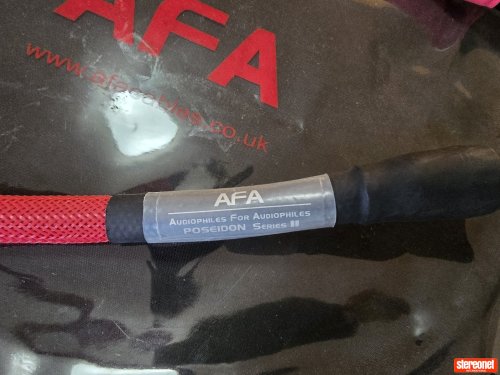 AFA
www.afacables.co.uk
AFA
AUDIOPHILES FOR AUDIOPHILES
POSEIDON SERIES II
stereonet